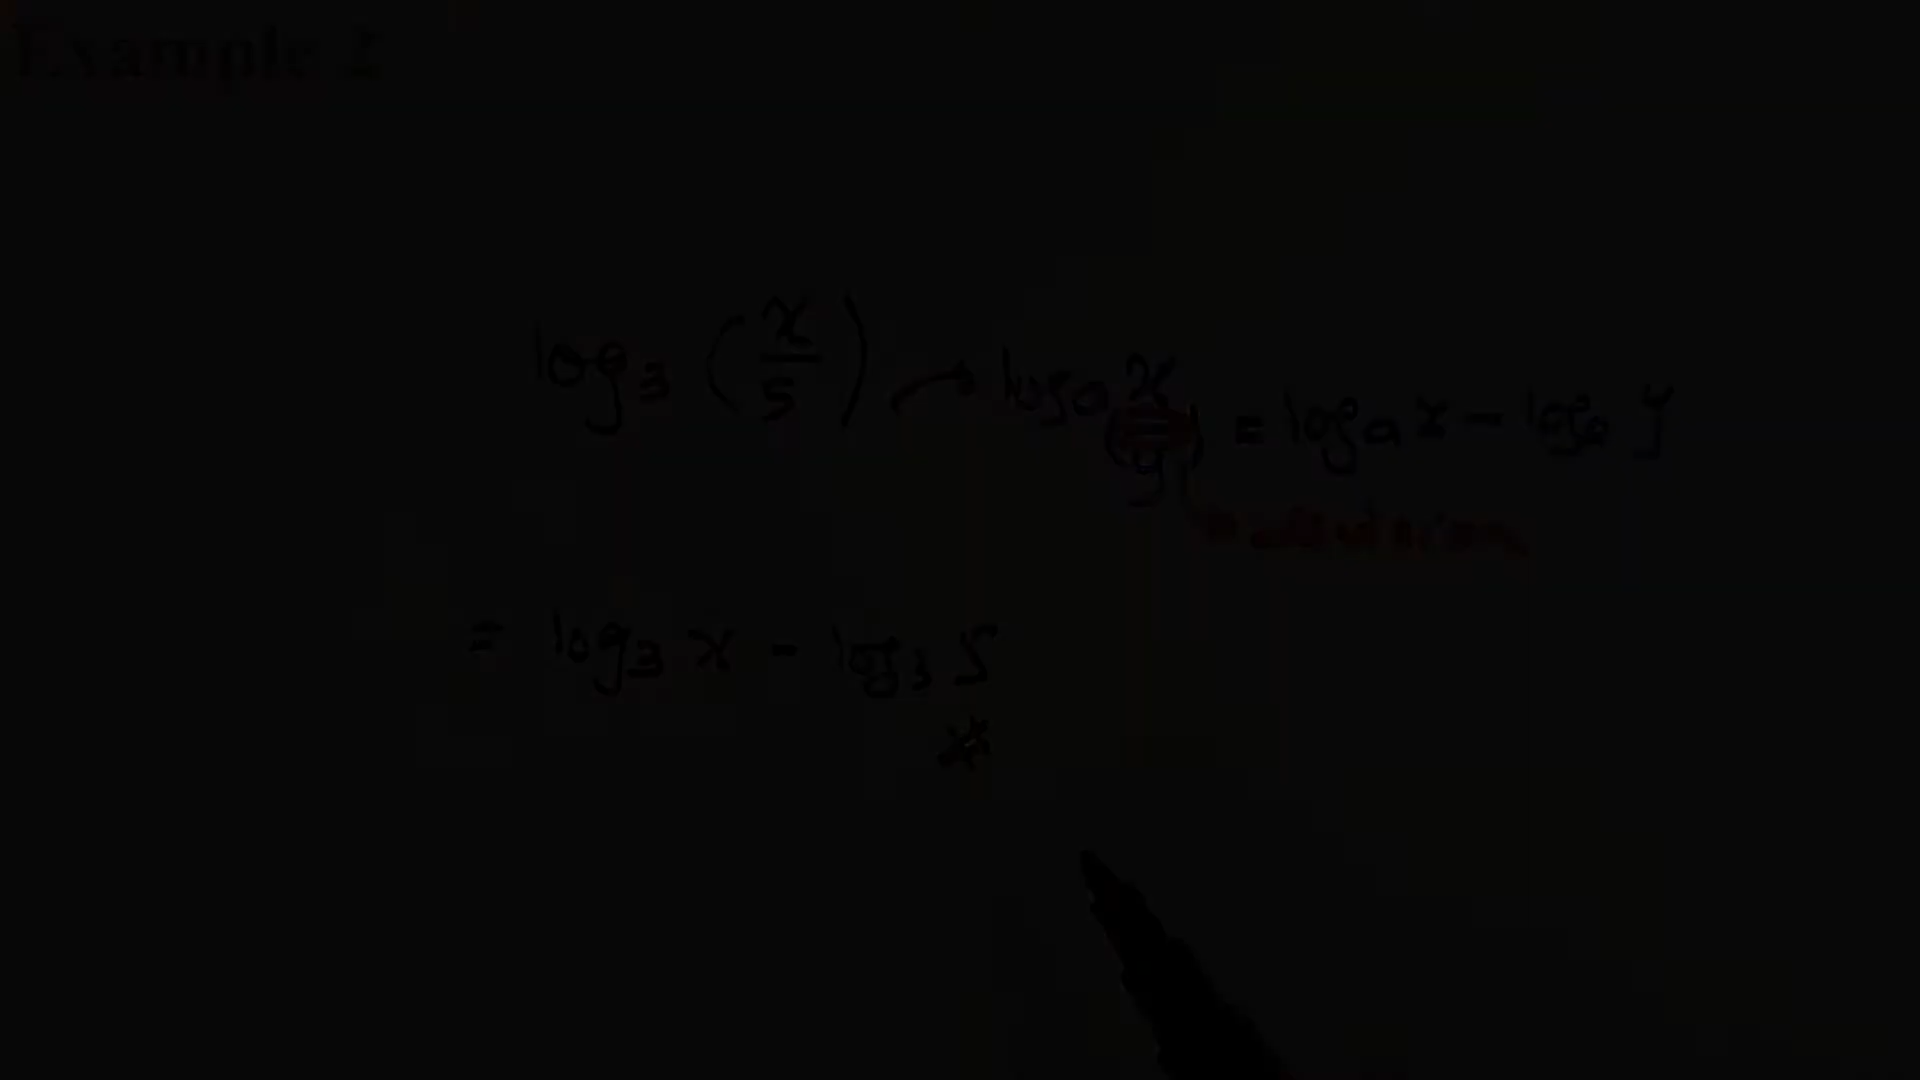 Example 2
log₃ (x/5) → logₐ (x/y) = logₐ x - logₐ y
= log₃ x - log₃ 5
*